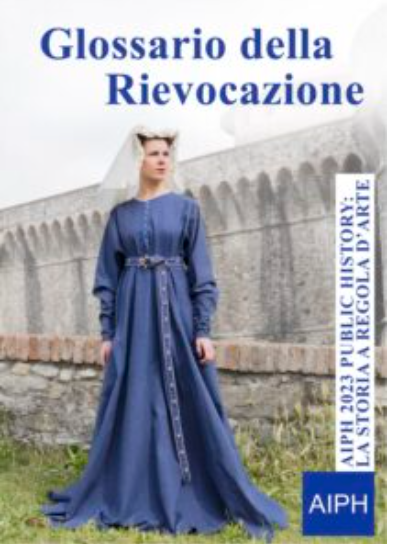 Glossario della
Rievocazione
AIPH 2023 PUBLIC HISTORY:
LA STORIA A REGOLA D'ARTE
AIPH